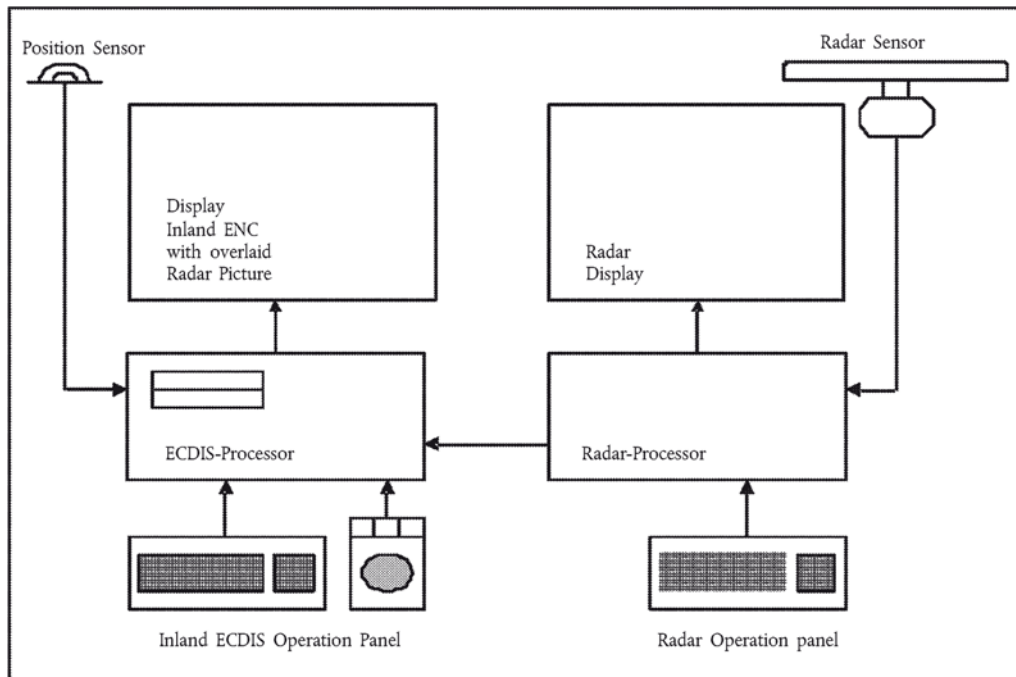 Position Sensor
Radar Sensor
Display
Inland ENC
with overlaid
Radar Picture
Radar
Display
ECDIS-Processor
Radar-Processor
Inland ECDIS Operation Panel
Radar Operation panel